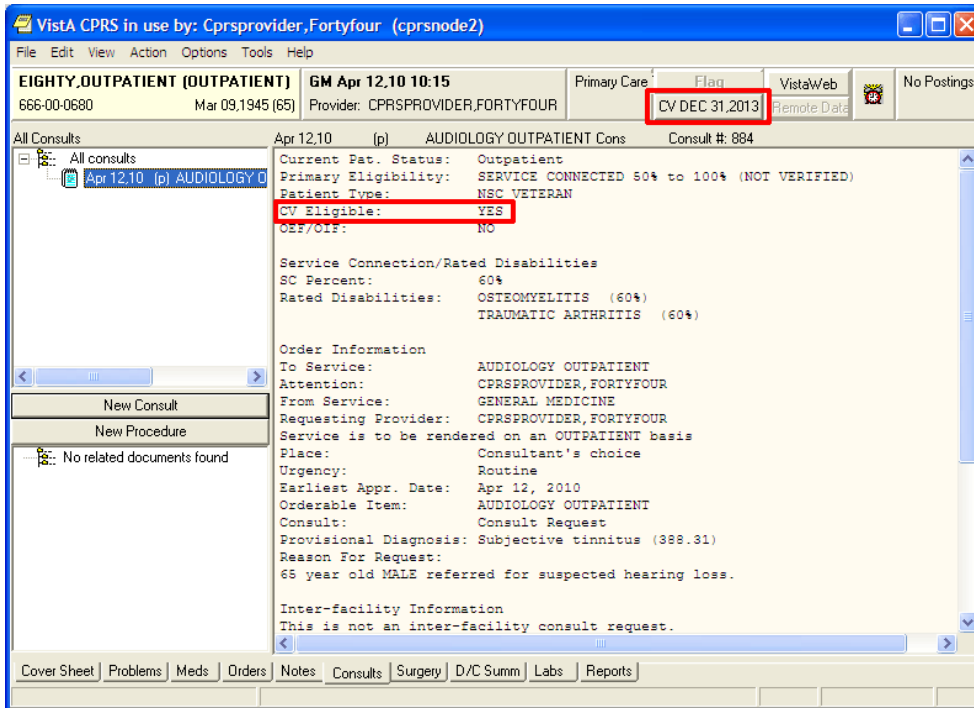 VistA CPRS in use by: Cprsprovider,Fortyfour (cprsnode2)
File Edit View Action Options Tools Help
EIGHTY,OUTPATIENT (OUTPATIENT) GM Apr 12,10 10:15 Primary Care Flag VistaWeb No Postings
666-00-0680 Mar 09,1945 (65) Provider: CPRSPROVIDER,FORTYFOUR CV DEC 31,2013 Remote Data
All Consults Apr 12,10 (p) AUDIOLOGY OUTPATIENT Cons Consult #: 884
All consults
Apr 12,10 (p) AUDIOLOGY O
New Consult
New Procedure
No related documents found
Current Pat. Status: Outpatient
Primary Eligibility: SERVICE CONNECTED 50% to 100% (NOT VERIFIED)
Patient Type: NSC VETERAN
CV Eligible: YES
OEF/OIF: NO
Service Connection/Rated Disabilities
SC Percent: 60%
Rated Disabilities: OSTEOMYELITIS (60%)
TRAUMATIC ARTHRITIS (60%)
Order Information
To Service: AUDIOLOGY OUTPATIENT
Attention: CPRSPROVIDER,FORTYFOUR
From Service: GENERAL MEDICINE
Requesting Provider: CPRSPROVIDER,FORTYFOUR
Service is to be rendered on an OUTPATIENT basis
Place: Consultant's choice
Urgency: Routine
Earliest Appr. Date: Apr 12, 2010
Orderable Item: AUDIOLOGY OUTPATIENT
Consult: Consult Request
Provisional Diagnosis: Subjective tinnitus (388.31)
Reason For Request:
65 year old MALE referred for suspected hearing loss.
Inter-facility Information
This is not an inter-facility consult request.
Cover Sheet Problems Meds Orders Notes Consults Surgery D/C Summ Labs Reports